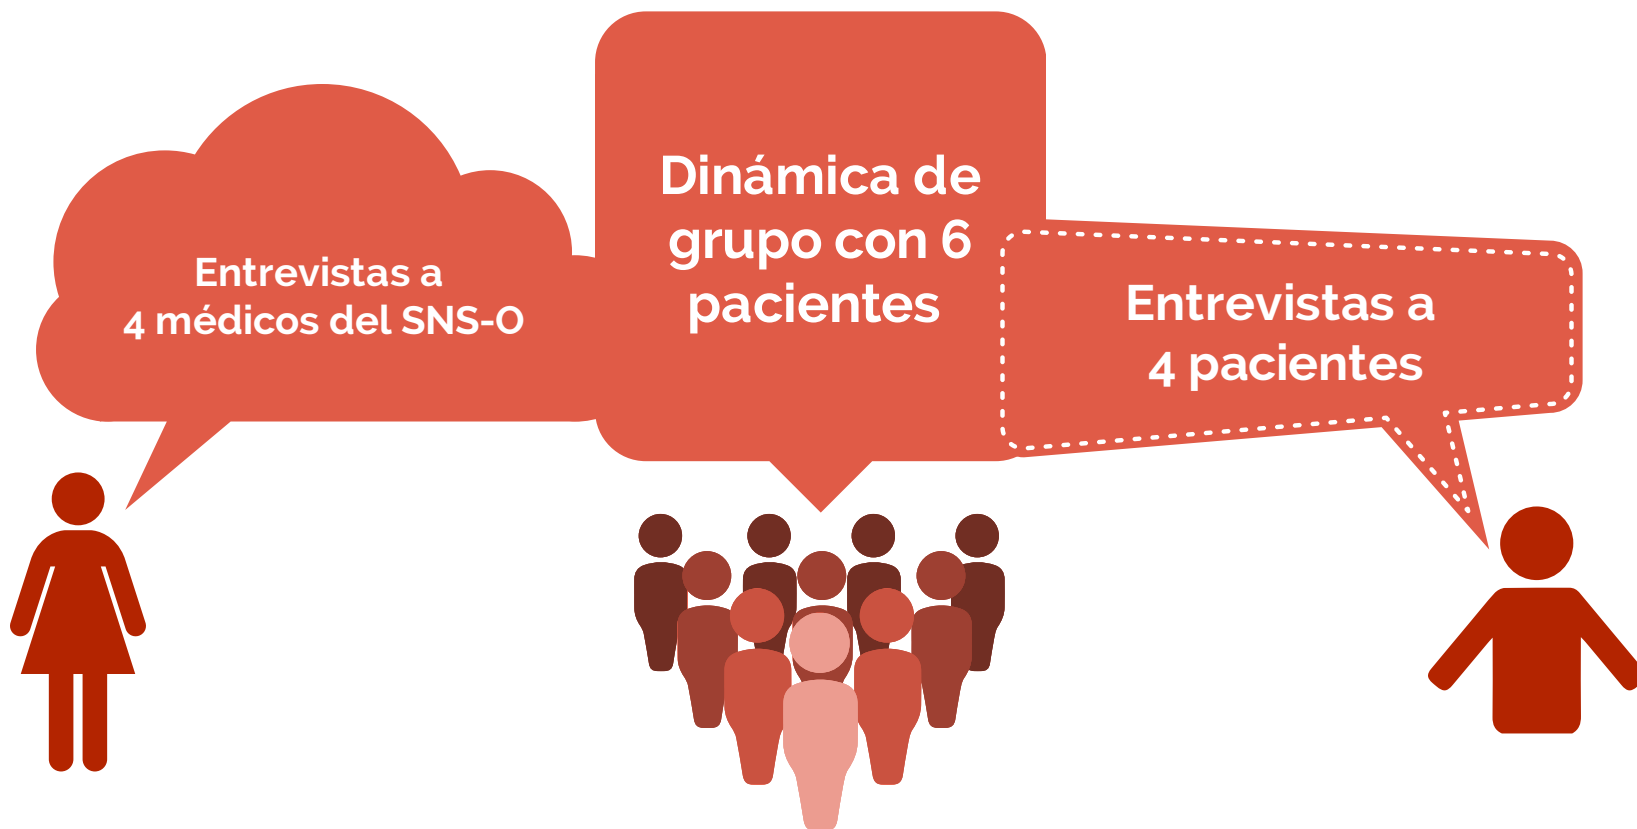 Entrevistas a
4 médicos del SNS-O
Dinámica de
grupo con 6
pacientes
Entrevistas a
4 pacientes